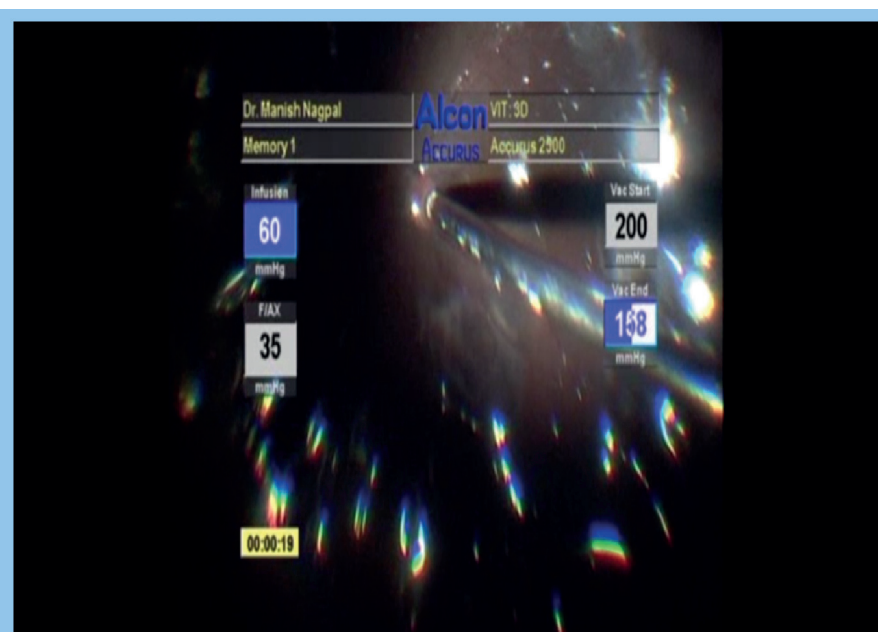 Dr. Manish Nagpal
Alcon
VIT: 3D
Memory 1
ACCURUS
Accurus 2500
Infusion
60
mmHg
Vac Start
200
mmHg
F/AX
35
mmHg
Vac End
mmHg
00:00:19